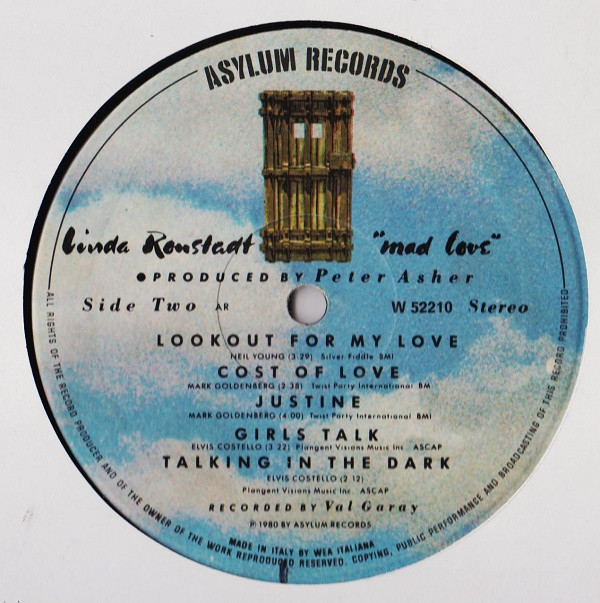 ASYLUM RECORDS
Linda Ronstadt "mad love"
●PRODUCED BY Peter Asher
Side Two AR W 52210 Stereo
LOOKOUT FOR MY LOVE
NEIL YOUNG (3.29) Silver Fiddle BMI
COST OF LOVE
MARK GOLDENBERG (2.38) Twist Party International BMI
JUSTINE
MARK GOLDENBERG (4:00) Twist Party International BMI
GIRLS TALK
ELVIS COSTELLO (3 22) Plangent Visions Music Inc. ASCAP
TALKING IN THE DARK
ELVIS COSTELLO (2 12)
Plangent Visions Music Inc. ASCAP
RECORDED BY Val Garay
℗ 1980 BY ASYLUM RECORDS
MADE IN ITALY BY WEA ITALIANA
ALL RIGHTS OF THE RECORD PRODUCER AND OF THE OWNER OF THE WORK REPRODUCED RESERVED. COPYING, PUBLIC PERFORMANCE AND BROADCASTING OF THIS RECORD PROHIBITED